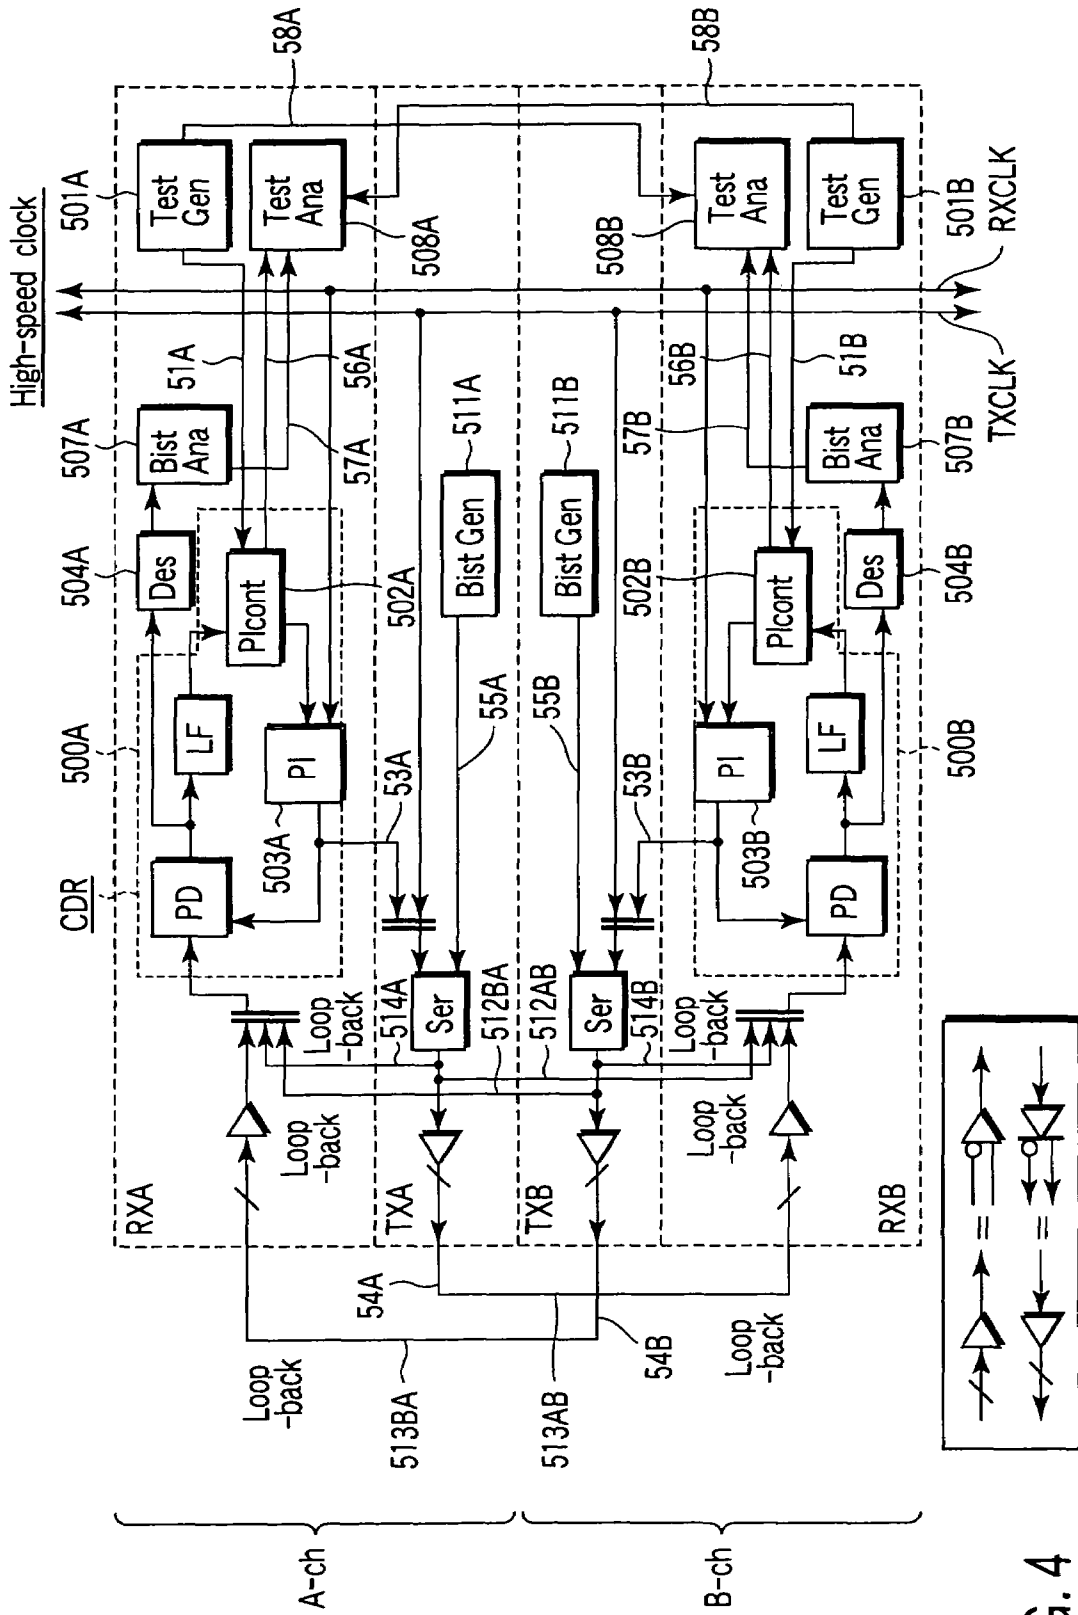 High-speed clock
CDR
500A
504A
507A
501A
58A
RXA
PD
LF
Des
Bist
Ana
Test
Gen
PIcont
Test
Ana
PI
503A
51A
56A
57A
508A
502A
Loop
-back
Loop
-back
514A
53A
55A
511A
512BA
TXA
Ser
Bist Gen
54A
513BA
Loop
-back
A-ch
TXB
Ser
Bist Gen
512AB
514B
53B
55B
511B
54B
513AB
Loop
-back
B-ch
Loop
-back
Loop
-back
502B
57B
56B
508B
58B
503B
PI
PIcont
Test
Ana
51B
RXB
PD
LF
Des
Bist
Ana
Test
Gen
500B
504B
507B
501B
TXCLK
RXCLK
=
=
G. 4